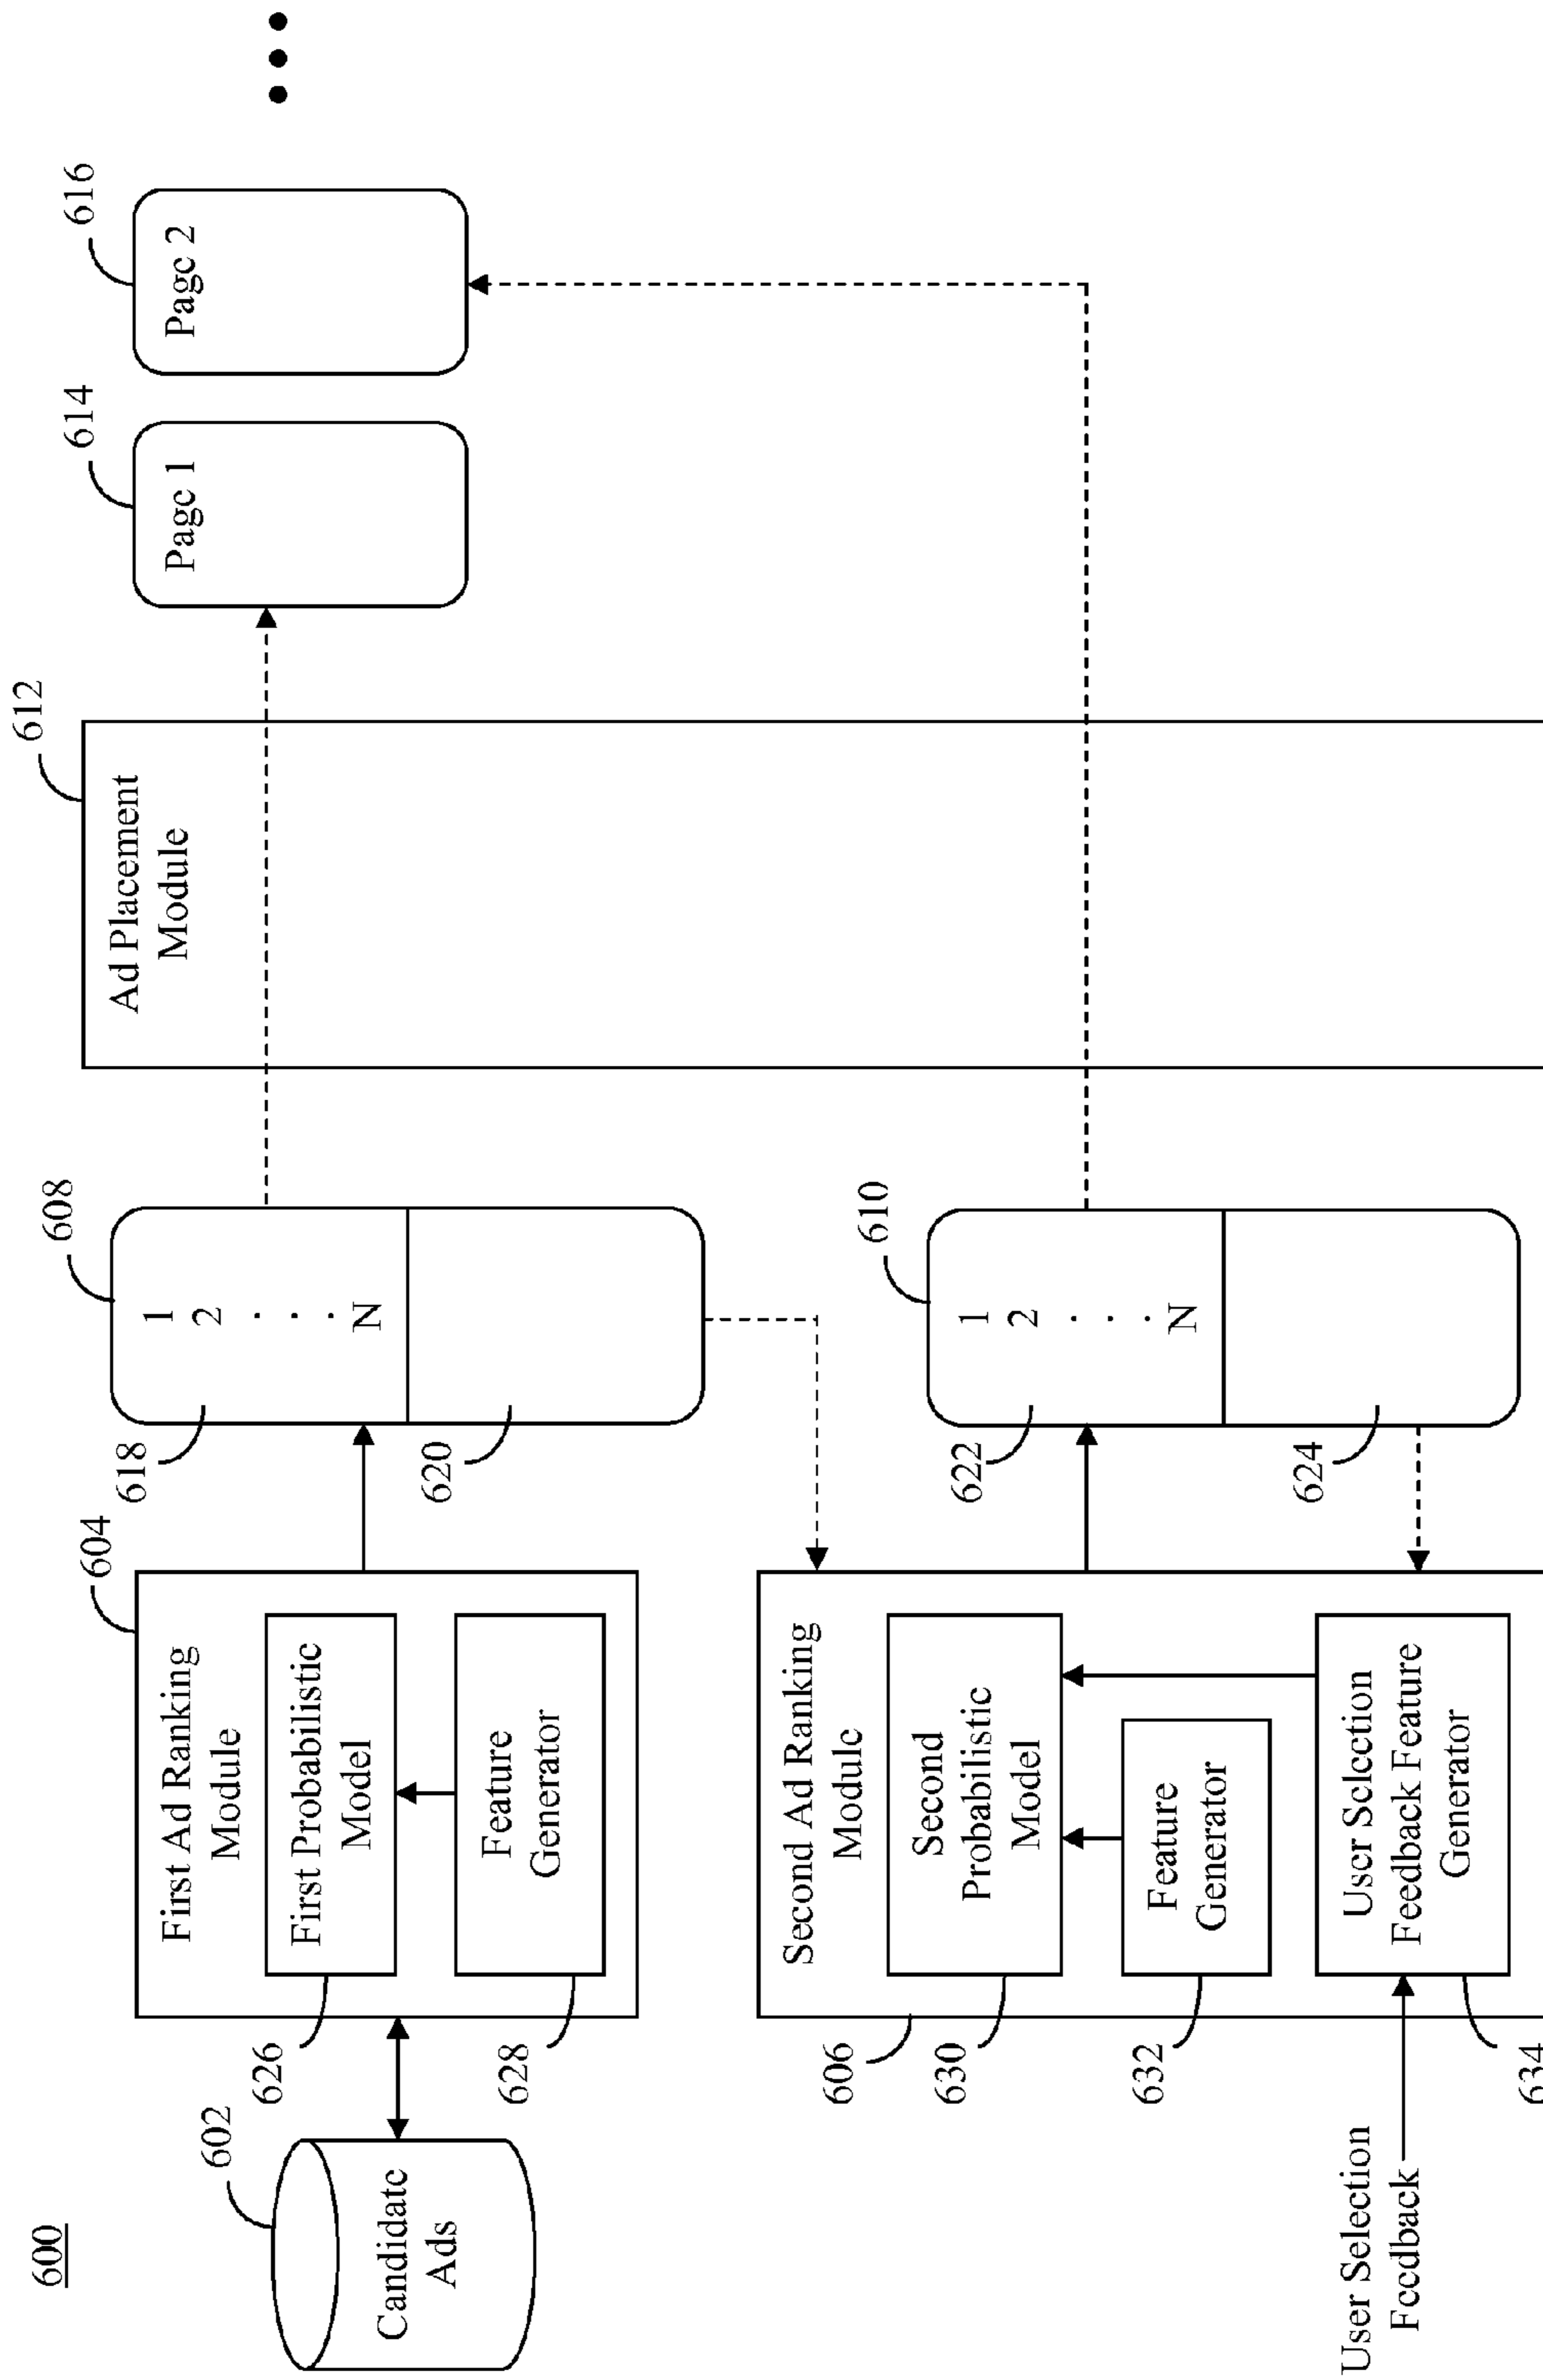 600
602
Candidate
Ads
604
First Ad Ranking
Module
First Probabilistic
Model
626
Feature
Generator
628
608
1
2
.
.
.
N
618
620
612
Ad Placement
Module
614
Page 1
616
Page 2
Second Ad Ranking
Module
606
Second
Probabilistic
Model
630
Feature
Generator
632
User Selection
Feedback Feature
Generator
634
User Selection
Feedback
610
1
2
.
.
.
N
622
624